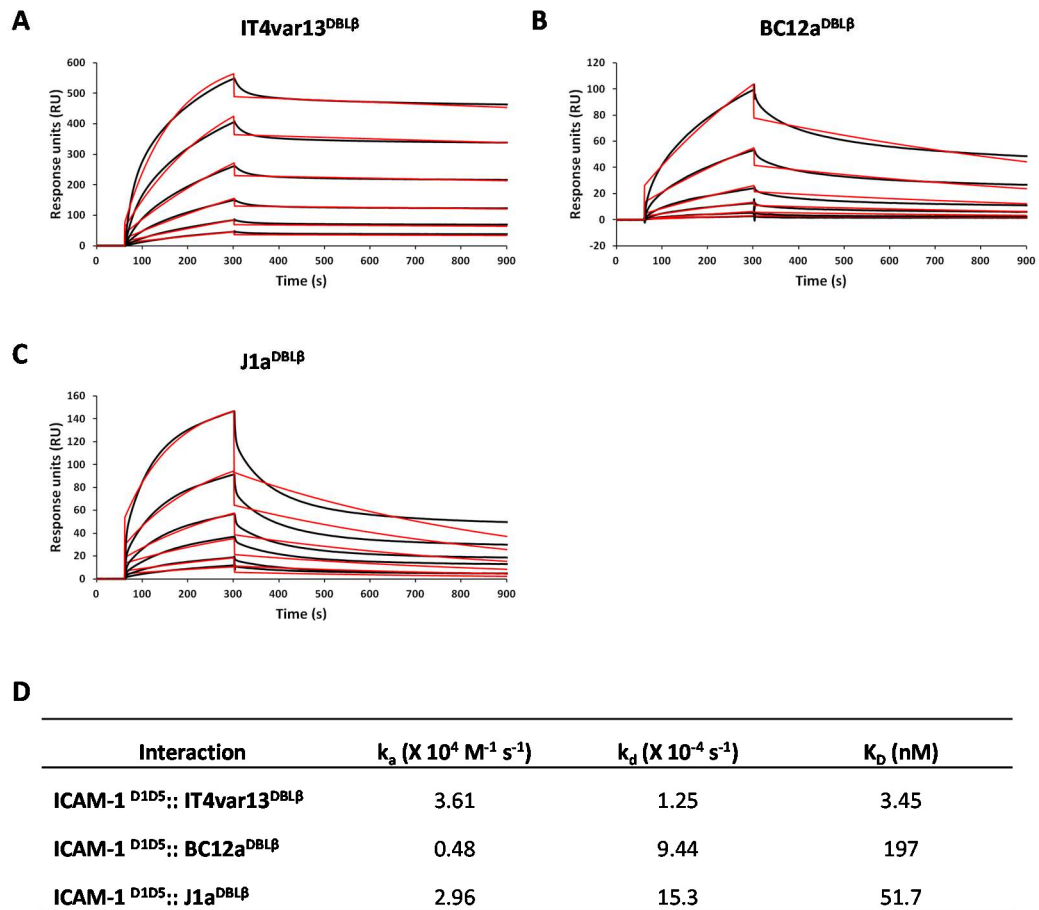 A
IT4var13ᴰᴮᴸᵝ
Response units (RU)
600
500
400
300
200
100
0
0 100 200 300 400 500 600 700 800 900
Time (s)
B
BC12aᴰᴮᴸᵝ
Response units (RU)
120
100
80
60
40
20
0
-20
0 100 200 300 400 500 600 700 800 900
Time (s)
C
J1aᴰᴮᴸᵝ
Response units (RU)
160
140
120
100
80
60
40
20
0
0 100 200 300 400 500 600 700 800 900
Time (s)
D
Interaction kₐ (X 10⁴ M⁻¹ s⁻¹) k_d (X 10⁻⁴ s⁻¹) K_D (nM)
ICAM-1 ᴰ¹ᴰ⁵:: IT4var13ᴰᴮᴸᵝ 3.61 1.25 3.45
ICAM-1 ᴰ¹ᴰ⁵:: BC12aᴰᴮᴸᵝ 0.48 9.44 197
ICAM-1 ᴰ¹ᴰ⁵:: J1aᴰᴮᴸᵝ 2.96 15.3 51.7